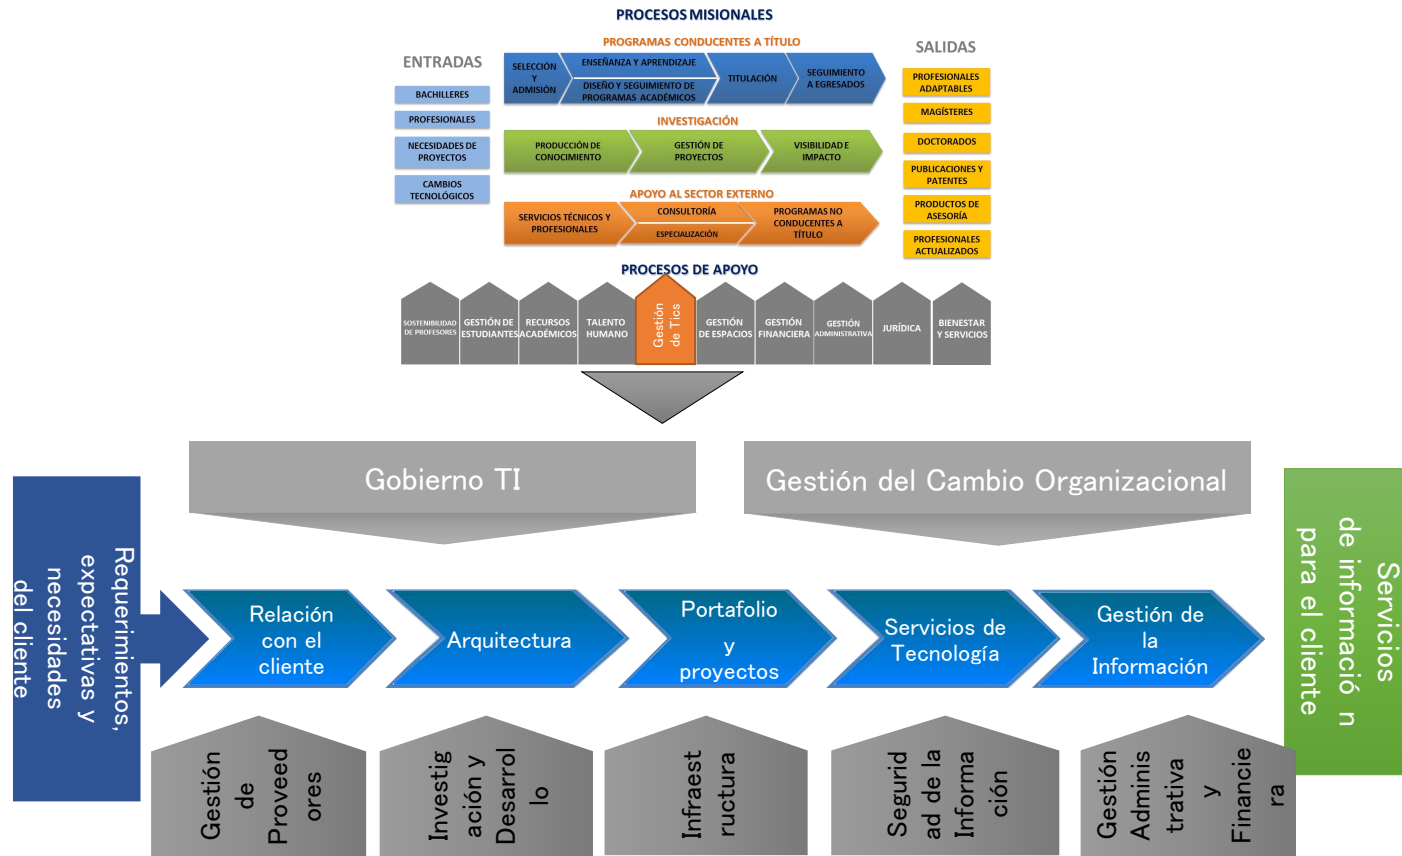 PROCESOS MISIONALES
PROGRAMAS CONDUCENTES A TÍTULO
ENTRADAS
BACHILLERES
PROFESIONALES
NECESIDADES DE
PROYECTOS
CAMBIOS
TECNOLÓGICOS
SELECCIÓN
Y
ADMISIÓN
ENSEÑANZA Y APRENDIZAJE
DISEÑO Y SEGUIMIENTO DE
PROGRAMAS ACADÉMICOS
TITULACIÓN
SEGUIMIENTO
A EGRESADOS
INVESTIGACIÓN
PRODUCCIÓN DE
CONOCIMIENTO
GESTIÓN DE
PROYECTOS
VISIBILIDAD E
IMPACTO
APOYO AL SECTOR EXTERNO
SERVICIOS TÉCNICOS Y
PROFESIONALES
CONSULTORÍA
ESPECIALIZACIÓN
PROGRAMAS NO
CONDUCENTES A
TÍTULO
SALIDAS
PROFESIONALES
ADAPTABLES
MAGÍSTERES
DOCTORADOS
PUBLICACIONES Y
PATENTES
PRODUCTOS DE
ASESORÍA
PROFESIONALES
ACTUALIZADOS
PROCESOS DE APOYO
SOSTENIBILIDAD
DE PROFESORES
GESTIÓN DE
ESTUDIANTES
RECURSOS
ACADÉMICOS
TALENTO
HUMANO
Gestión
de Tics
GESTIÓN
DE ESPACIOS
GESTIÓN
FINANCIERA
GESTIÓN
ADMINISTRATIVA
JURÍDICA
BIENESTAR
Y SERVICIOS
Gobierno TI
Gestión del Cambio Organizacional
Requerimientos,
expectativas y
necesidades
del cliente
Relación
con el
cliente
Arquitectura
Portafolio
y
proyectos
Servicios de
Tecnología
Gestión de
la
Información
Servicios
de informació n
para el cliente
Gestión
de
Proveed
ores
Investig
ación y
Desarrol
lo
Infraest
ructura
Segurid
ad de la
Informa
ción
Gestión
Adminis
trativa
y
Financie
ra